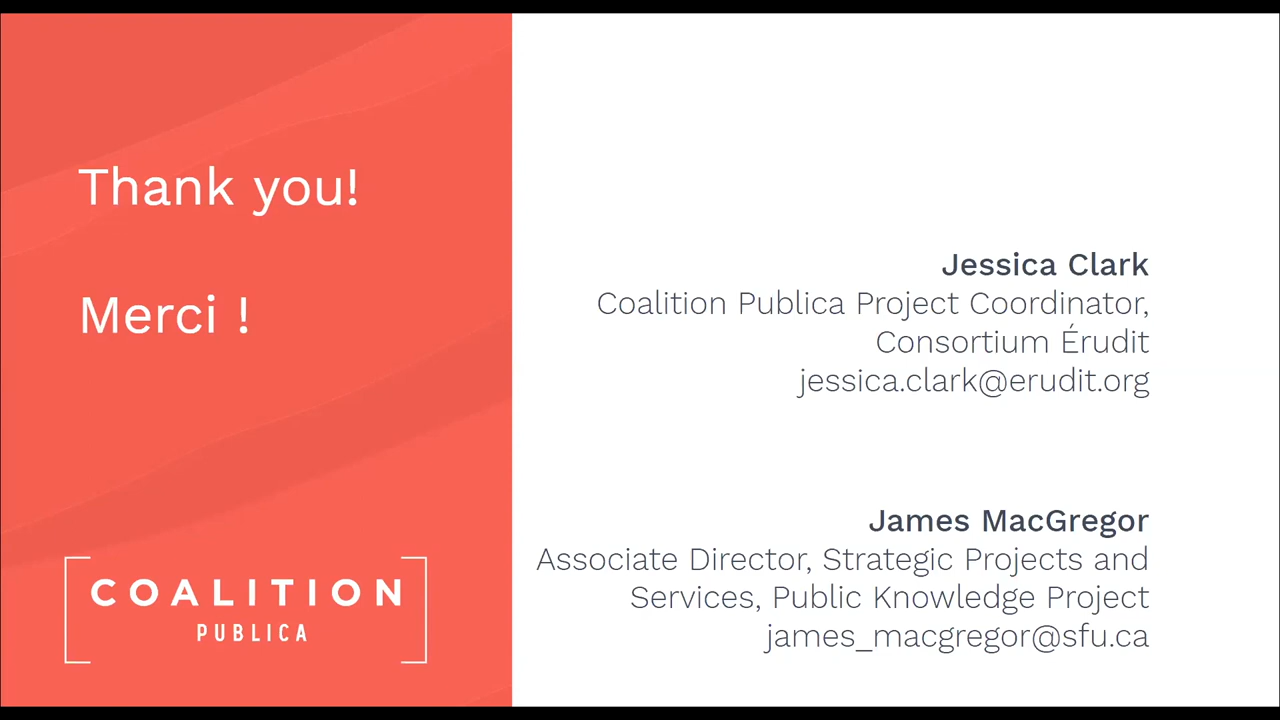 Thank you!
Merci !
COALITION
PUBLICA
Jessica Clark
Coalition Publica Project Coordinator,
Consortium Érudit
jessica.clark@erudit.org
James MacGregor
Associate Director, Strategic Projects and
Services, Public Knowledge Project
james_macgregor@sfu.ca